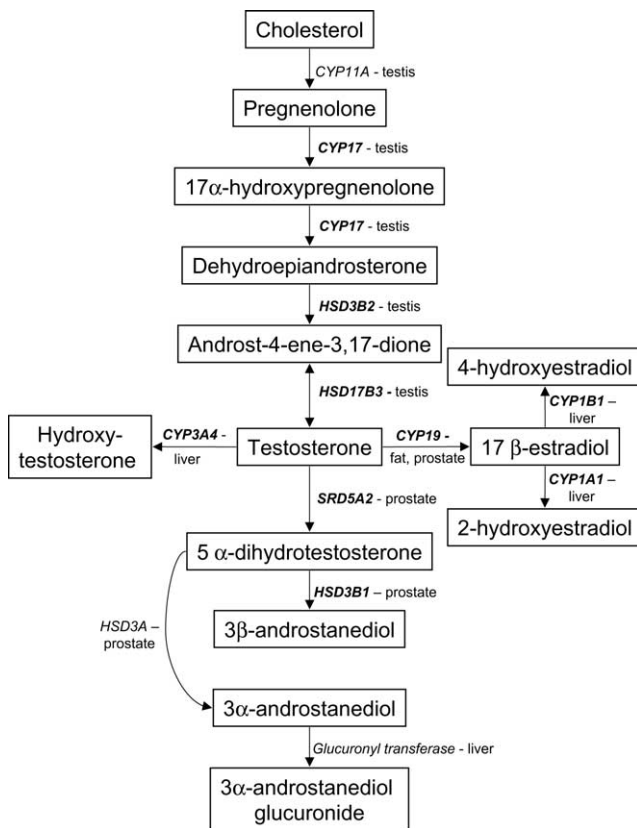 Cholesterol
CYP11A - testis
Pregnenolone
CYP17 - testis
17α-hydroxypregnenolone
CYP17 - testis
Dehydroepiandrosterone
HSD3B2 - testis
Androst-4-ene-3,17-dione
HSD17B3 - testis
4-hydroxyestradiol
CYP1B1 –
liver
Hydroxy-
testosterone
CYP3A4 -
liver
Testosterone
CYP19 -
fat, prostate
17 β-estradiol
CYP1A1 –
liver
2-hydroxyestradiol
SRD5A2 - prostate
5 α-dihydrotestosterone
HSD3B1 – prostate
3β-androstanediol
HSD3A –
prostate
3α-androstanediol
Glucuronyl transferase - liver
3α-androstanediol
glucuronide